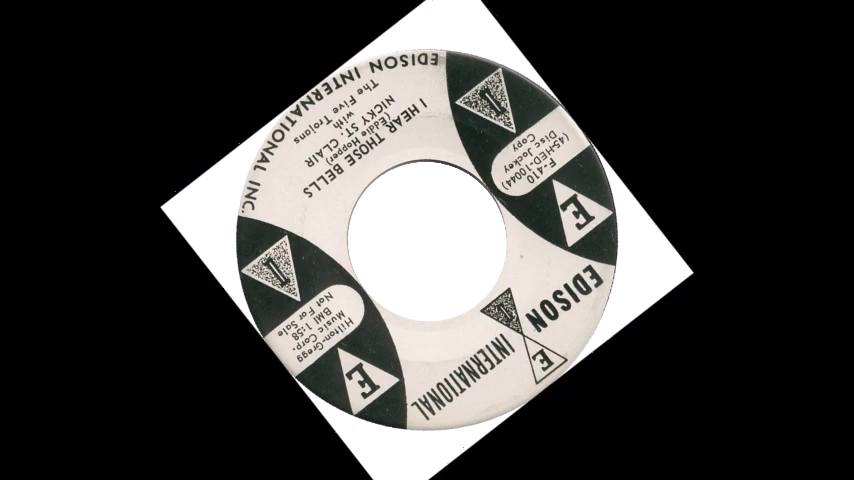 EDISON
INTERNATIONAL
E
I
E
I
F-410
(45-HED-10044)
Disc Jockey
Copy
E
I
Hilton-Gregg
Music Corp.
BMI 1:58
Not For Sale
I HEAR THOSE BELLS
(Eddie Hopper)
NICKY ST. CLAIR
with
The Five Trojans
EDISON INTERNATIONAL INC.